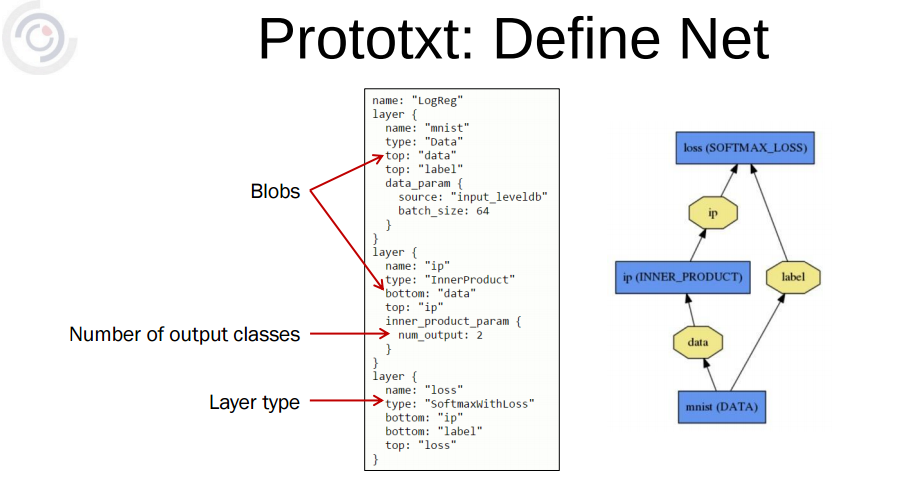 Prototxt: Define Net
name: "LogReg"
layer {
name: "mnist"
type: "Data"
top: "data"
top: "label"
data_param {
source: "input_leveldb"
batch_size: 64
}
}
layer {
name: "ip"
type: "InnerProduct"
bottom: "data"
top: "ip"
inner_product_param {
num_output: 2
}
}
layer {
name: "loss"
type: "SoftmaxWithLoss"
bottom: "ip"
bottom: "label"
top: "loss"
}
Blobs
Number of output classes
Layer type
loss (SOFTMAX_LOSS)
ip
ip (INNER_PRODUCT)
label
data
mnist (DATA)